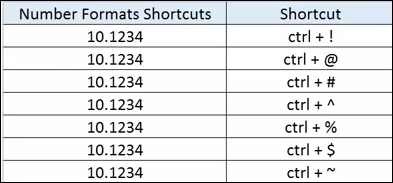 Number Formats Shortcuts Shortcut
10.1234 ctrl + !
10.1234 ctrl + @
10.1234 ctrl + #
10.1234 ctrl + ^
10.1234 ctrl + %
10.1234 ctrl + $
10.1234 ctrl + ~